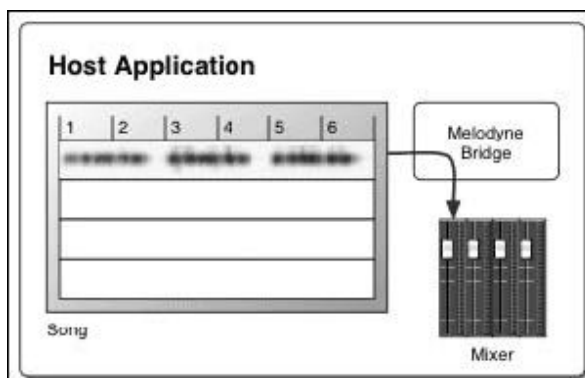 Host Application
1 2 3 4 5 6
Melodyne
Bridge
Song
Mixer